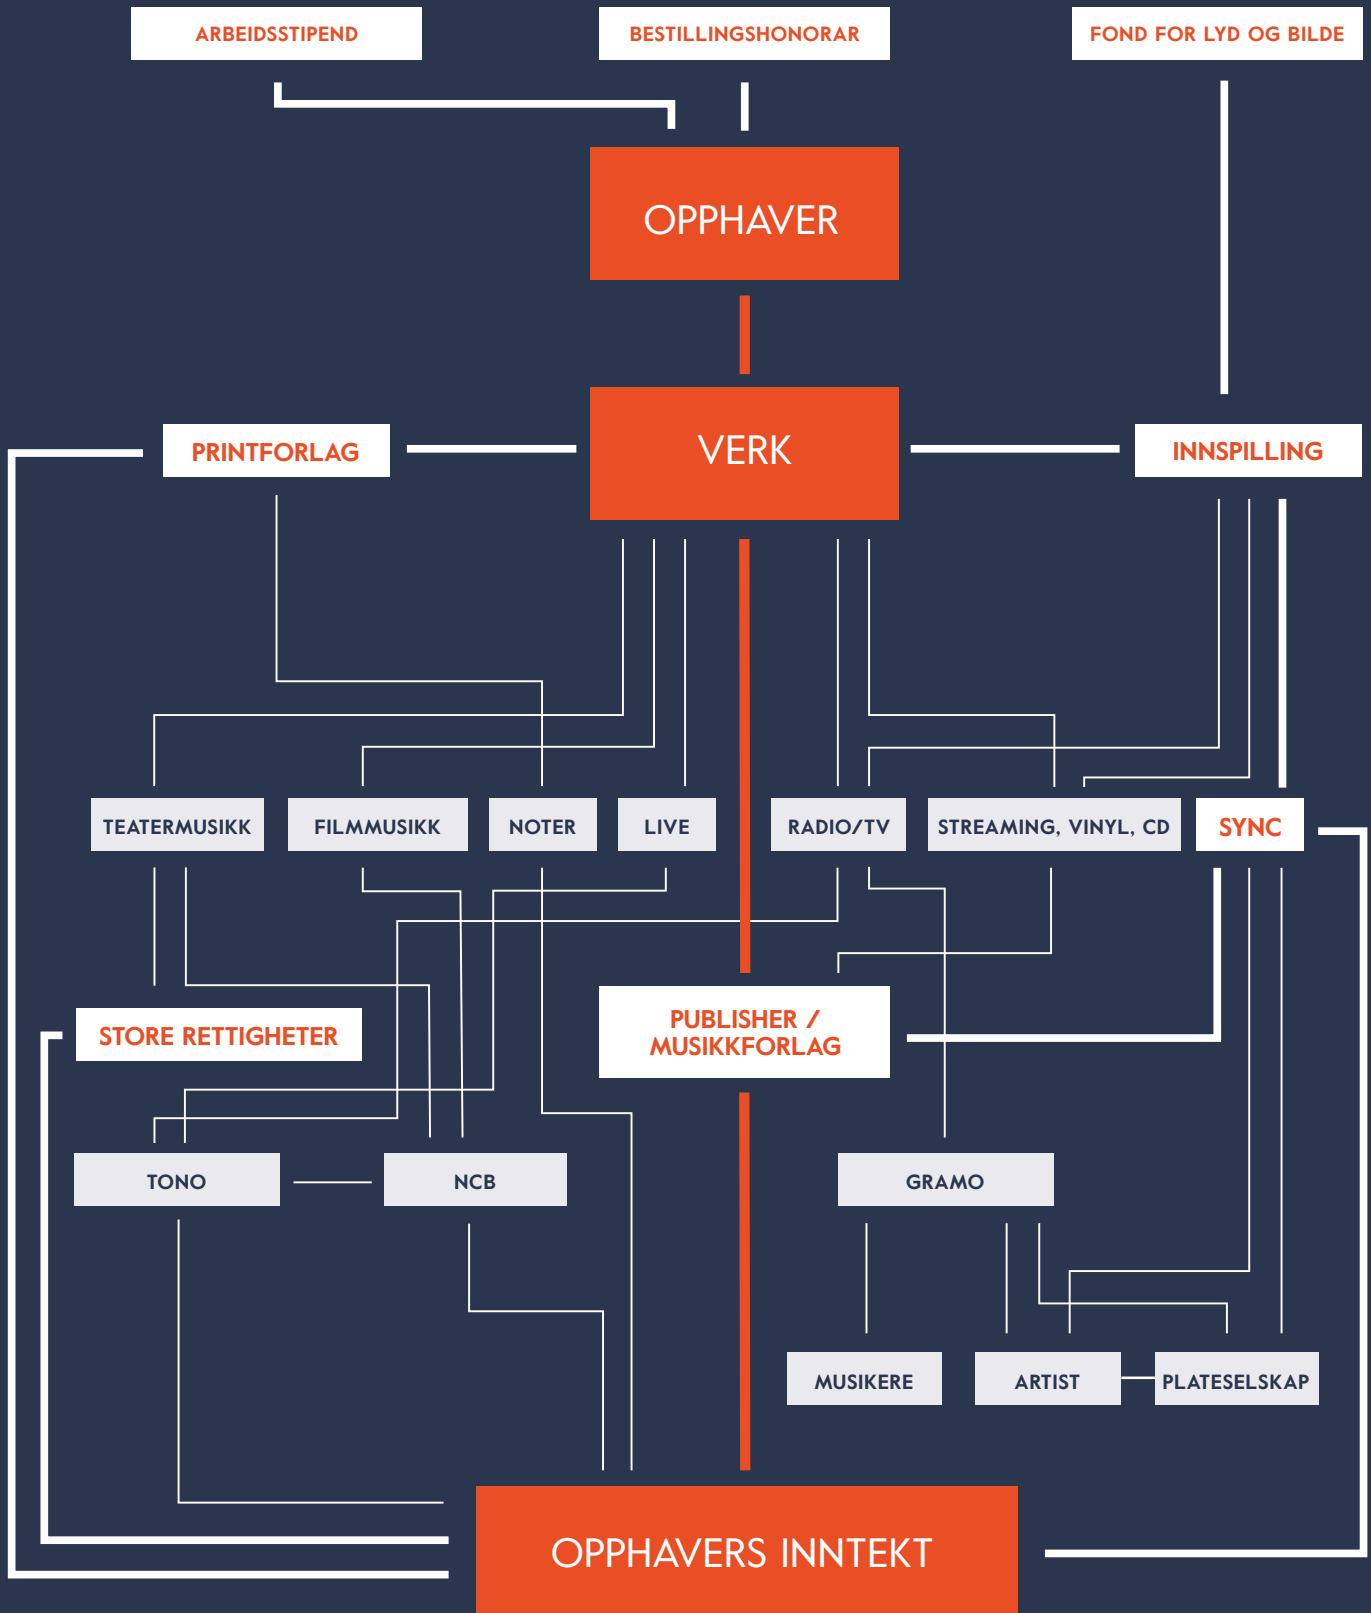 ARBEIDSSTIPEND
BESTILLINGSHONORAR
FOND FOR LYD OG BILDE
OPPHAVER
PRINTFORLAG
VERK
INNSPILLING
TEATERMUSIKK
FILMMUSIKK
NOTER
LIVE
RADIO/TV
STREAMING, VINYL, CD
SYNC
STORE RETTIGHETER
PUBLISHER /
MUSIKKFORLAG
TONO
NCB
GRAMO
MUSIKERE
ARTIST
PLATESELSKAP
OPPHAVERS INNTEKT